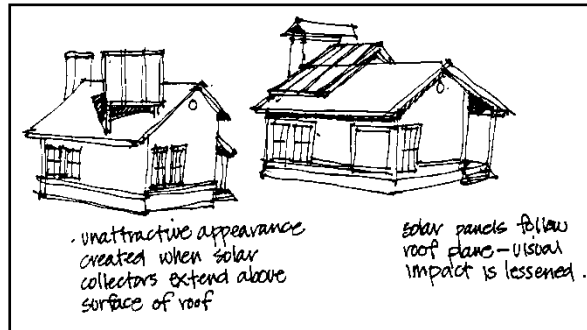 · unattractive appearance
created when solar
collectors extend above
surface of roof
solar panels follow
roof plane – visual
impact is lessened.